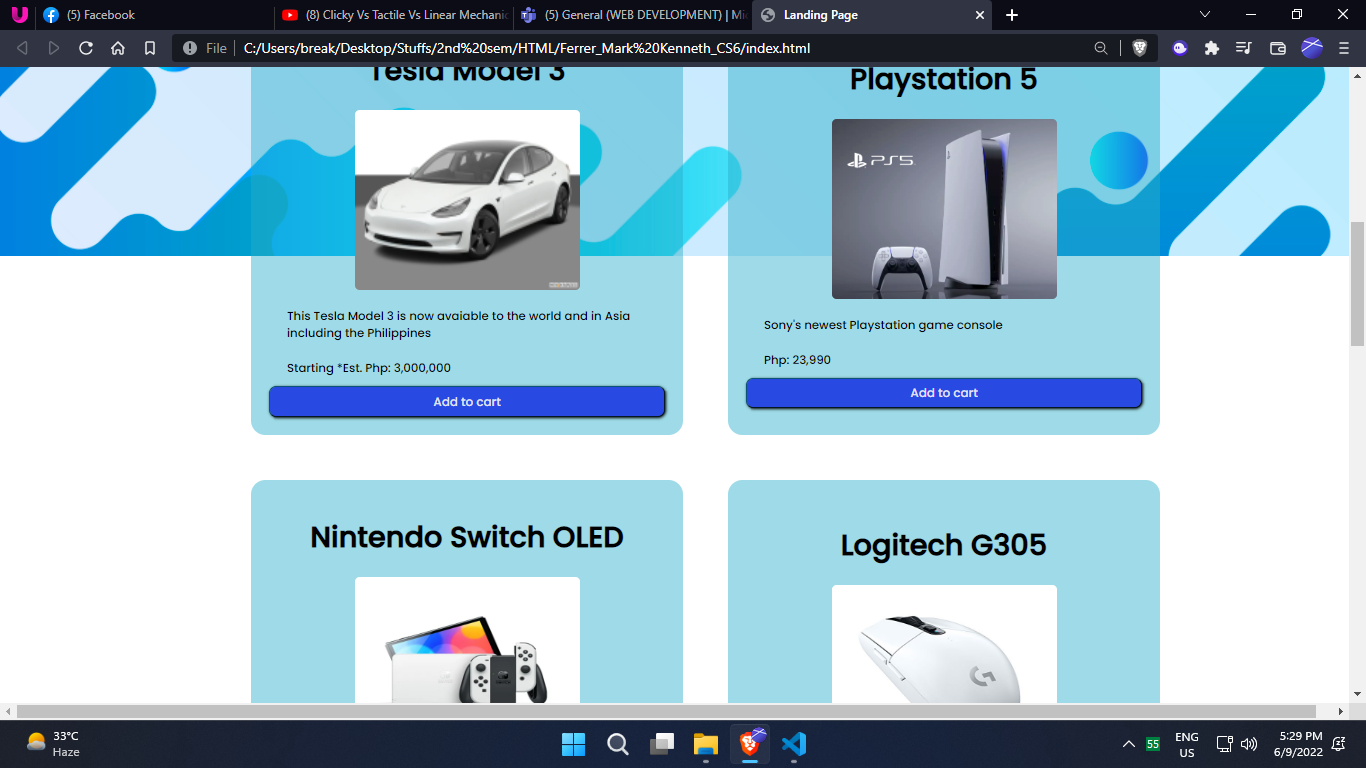 (5) Facebook
(8) Clicky Vs Tactile Vs Linear Mechani
(5) General (WEB DEVELOPMENT) | Mi
Landing Page
File
C:/Users/break/Desktop/Stuffs/2nd%20sem/HTML/Ferrer_Mark%20Kenneth_CS6/index.html
Tesla Model 3
This Tesla Model 3 is now avaiable to the world and in Asia
including the Philippines
Starting *Est. Php: 3,000,000
Add to cart
Playstation 5
PS5
Sony's newest Playstation game console
Php: 23,990
Add to cart
Nintendo Switch OLED
Logitech G305
33°C
Haze
55
ENG
US
5:29 PM
6/9/2022